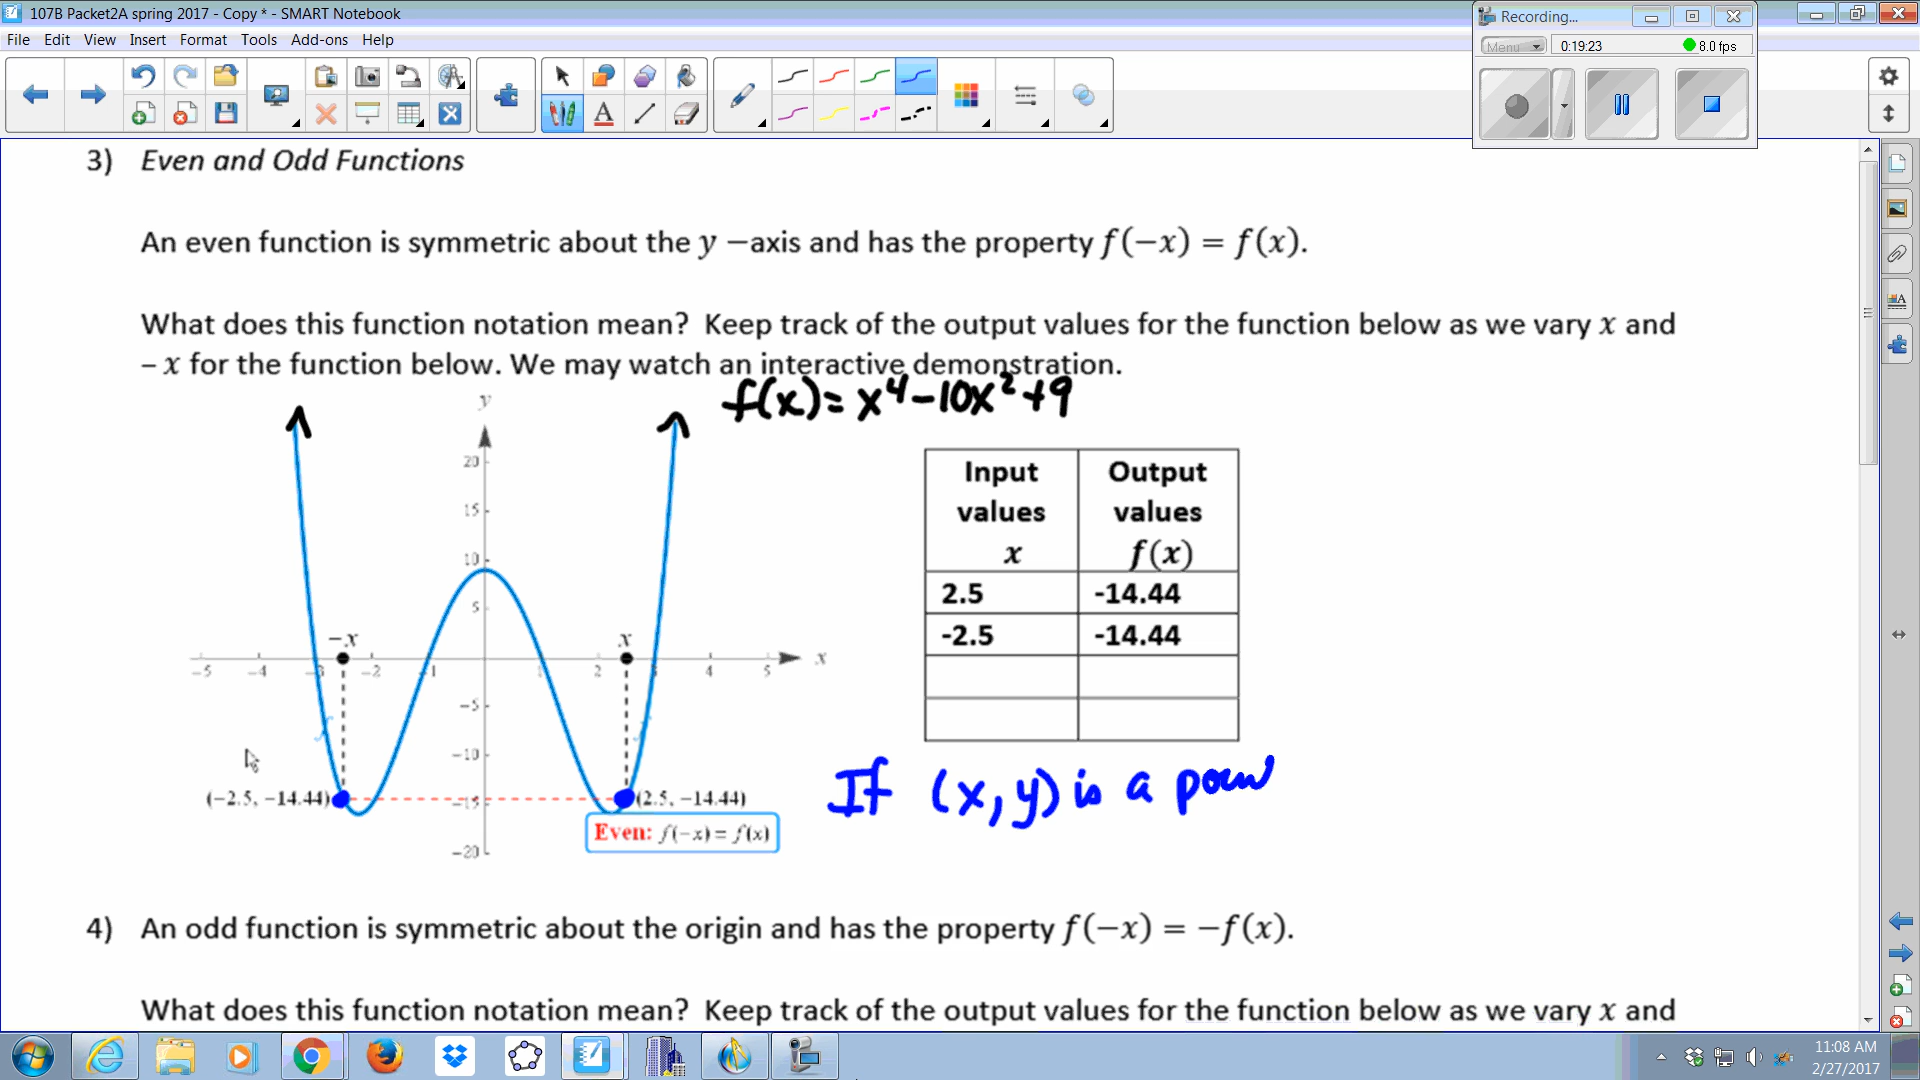 107B Packet2A spring 2017 - Copy * - SMART Notebook
Recording...
File Edit View Insert Format Tools Add-ons Help
Menu 0:19:23 8.0 fps
3) Even and Odd Functions
An even function is symmetric about the y −axis and has the property f(−x) = f(x).
What does this function notation mean? Keep track of the output values for the function below as we vary x and
− x for the function below. We may watch an interactive demonstration.
f(x)= x⁴-10x²+9
y
20
15
10
5
-x x
-5 -4 -3 -2 -1 2 4 5 x
-5
-10
-15
-20
f
(−2.5, −14.44) (2.5, −14.44)
Even: f(−x) = f(x)
Input values x Output values f(x)
2.5 -14.44
-2.5 -14.44
If (x, y) is a
4) An odd function is symmetric about the origin and has the property f(−x) = −f(x).
What does this function notation mean? Keep track of the output values for the function below as we vary x and
11:08 AM
2/27/2017